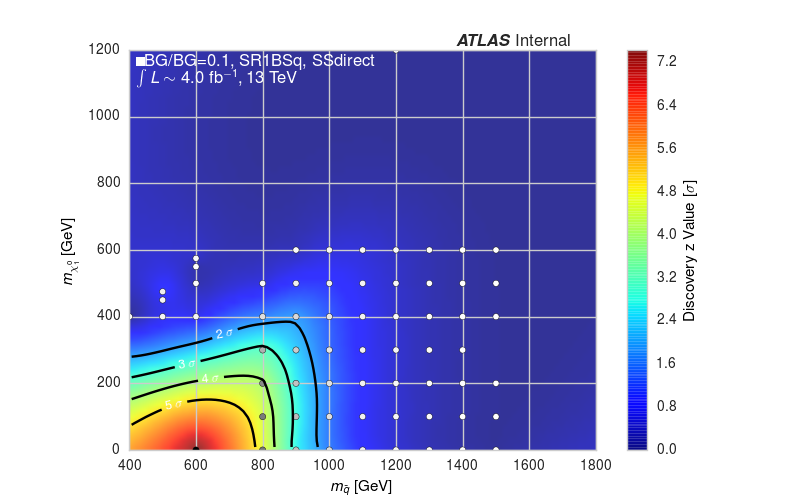 ATLAS Internal
BG/BG=0.1, SR1BSq, SSdirect
∫ L ∼ 4.0 fb⁻¹, 13 TeV
1200
1000
800
600
400
200
0
m_χ̃₁⁰ [GeV]
2 σ
3 σ
4 σ
5 σ
400
600
800
1000
1200
1400
1600
1800
m_q̃ [GeV]
7.2
6.4
5.6
4.8
4.0
3.2
2.4
1.6
0.8
0.0
Discovery z Value [σ]